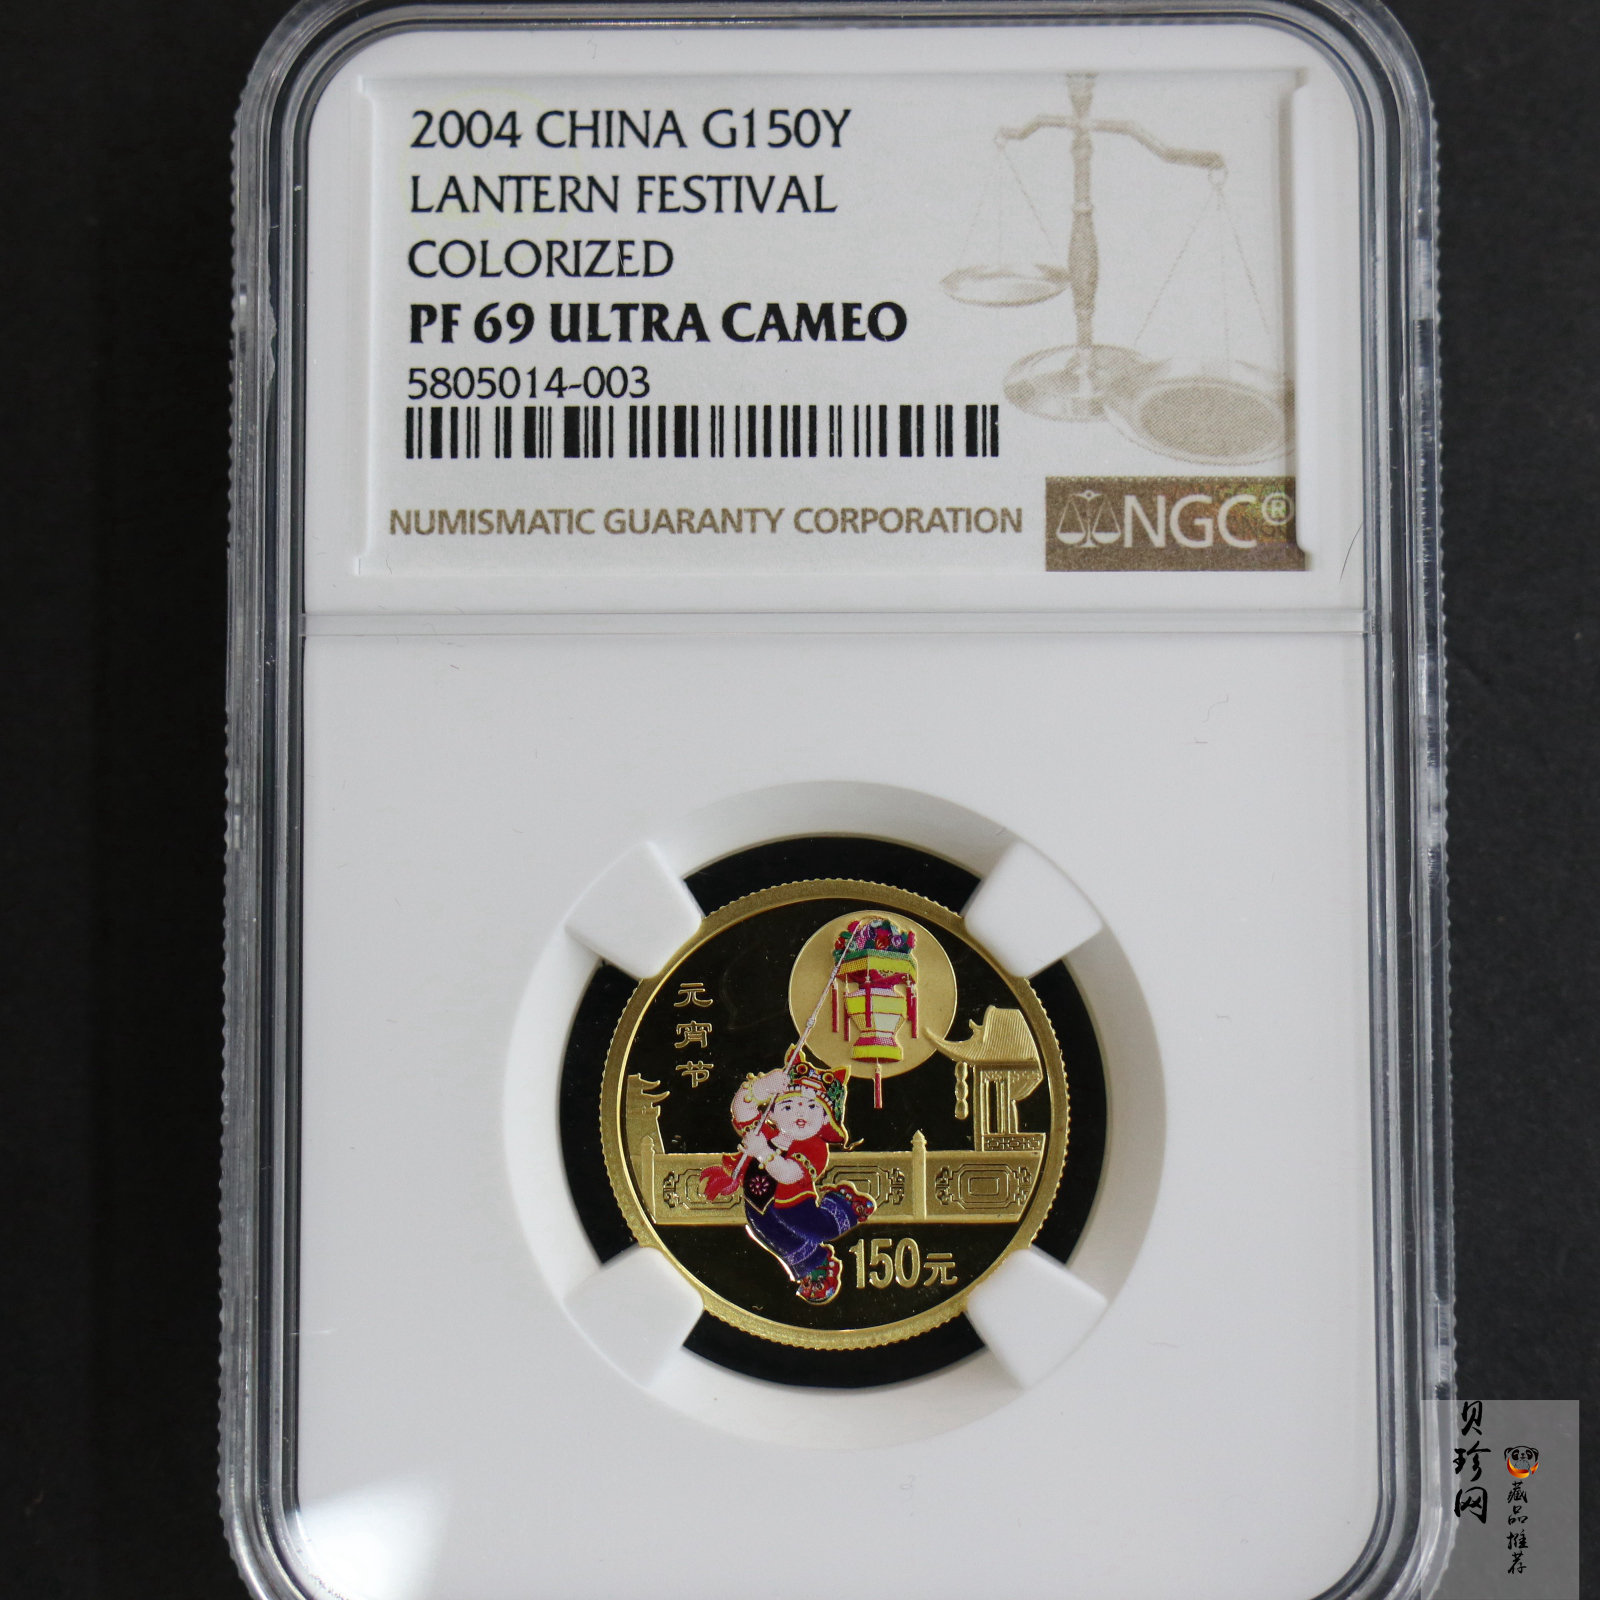 2004 CHINA G150Y
LANTERN FESTIVAL
COLORIZED
PF 69 ULTRA CAMEO
5805014-003
NUMISMATIC GUARANTY CORPORATION
NGC®
元宵节
150元
贝珍网
藏品推荐